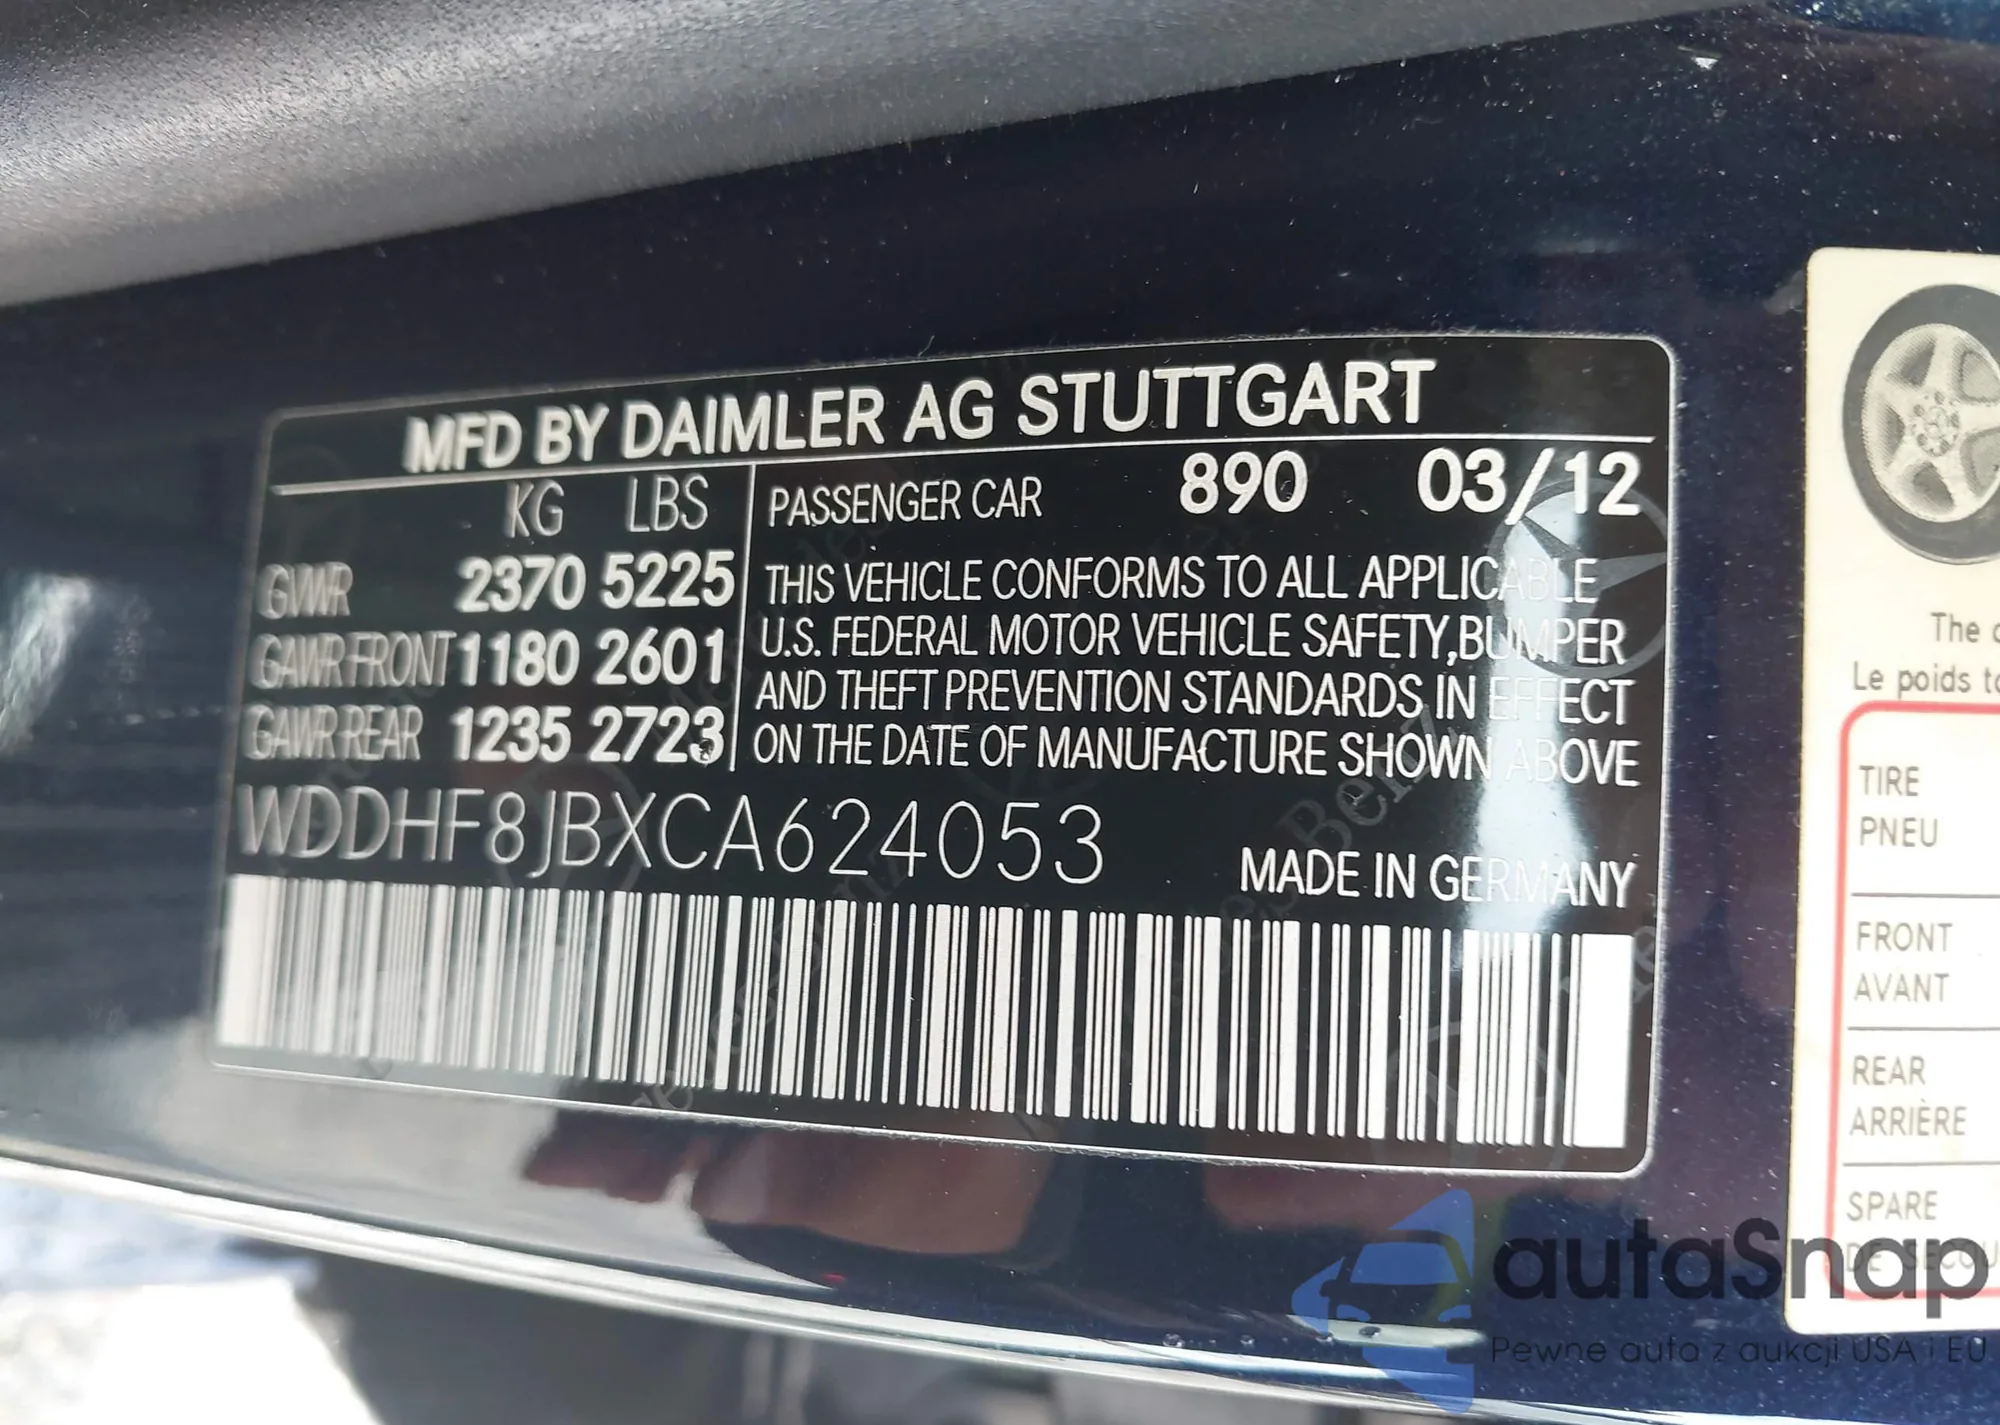 MFD BY DAIMLER AG STUTTGART
KG LBS
GVWR 2370 5225
GAWR FRONT 1180 2601
GAWR REAR 1235 2723
PASSENGER CAR 890 03/12
THIS VEHICLE CONFORMS TO ALL APPLICABLE
U.S. FEDERAL MOTOR VEHICLE SAFETY,BUMPER
AND THEFT PREVENTION STANDARDS IN EFFECT
ON THE DATE OF MANUFACTURE SHOWN ABOVE
WDDHF8JBXCA624053
MADE IN GERMANY
The
Le poids
TIRE
PNEU
FRONT
AVANT
REAR
ARRIÈRE
SPARE
DE
autaSnap
Pewne auta z aukcji USA i EU